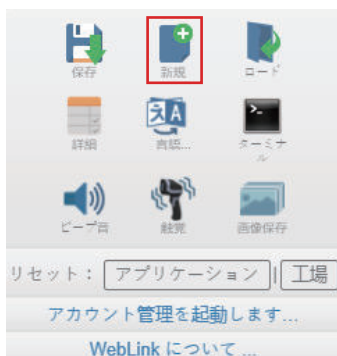 保存 新規 ロード
詳細 言語... ターミナル
ビープ音 触覚 画像保存
リセット： アプリケーション | 工場
アカウント管理を起動します...
WebLink について ...